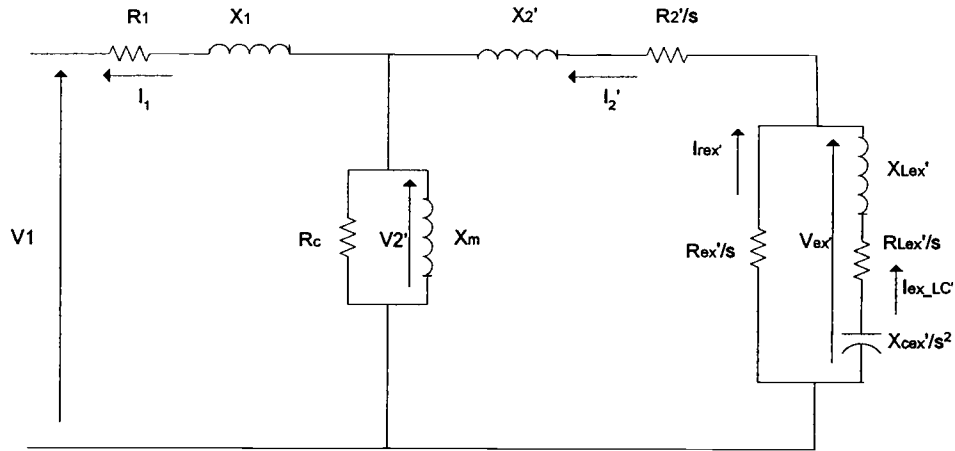 R1 X1 X2' R2'/s
I1 I2'
Irex' XLex'
V1 Rc V2' Xm Rex'/s Vex' RLex'/s
Iex_LC'
Xcex'/s²